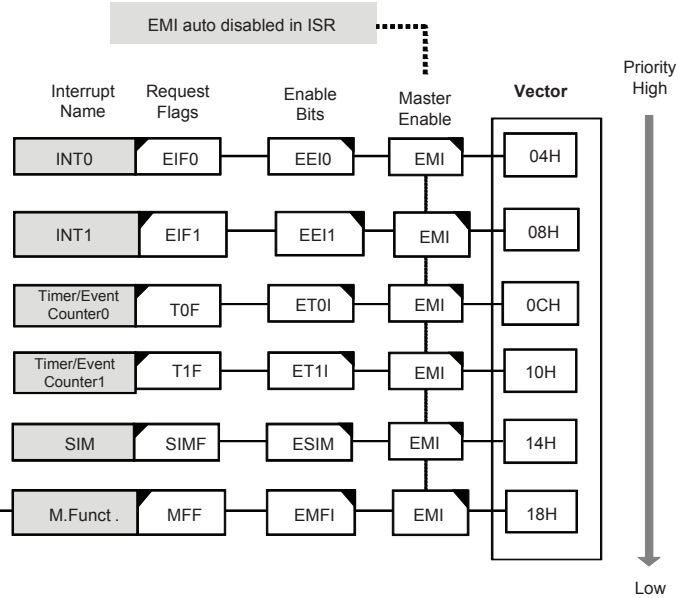 EMI auto disabled in ISR
Priority
High
Interrupt
Name
Request
Flags
Enable
Bits
Master
Enable
Vector
INT0
EIF0
EEI0
EMI
04H
INT1
EIF1
EEI1
EMI
08H
Timer/Event
Counter0
T0F
ET0I
EMI
0CH
Timer/Event
Counter1
T1F
ET1I
EMI
10H
SIM
SIMF
ESIM
EMI
14H
M.Funct .
MFF
EMFI
EMI
18H
Low